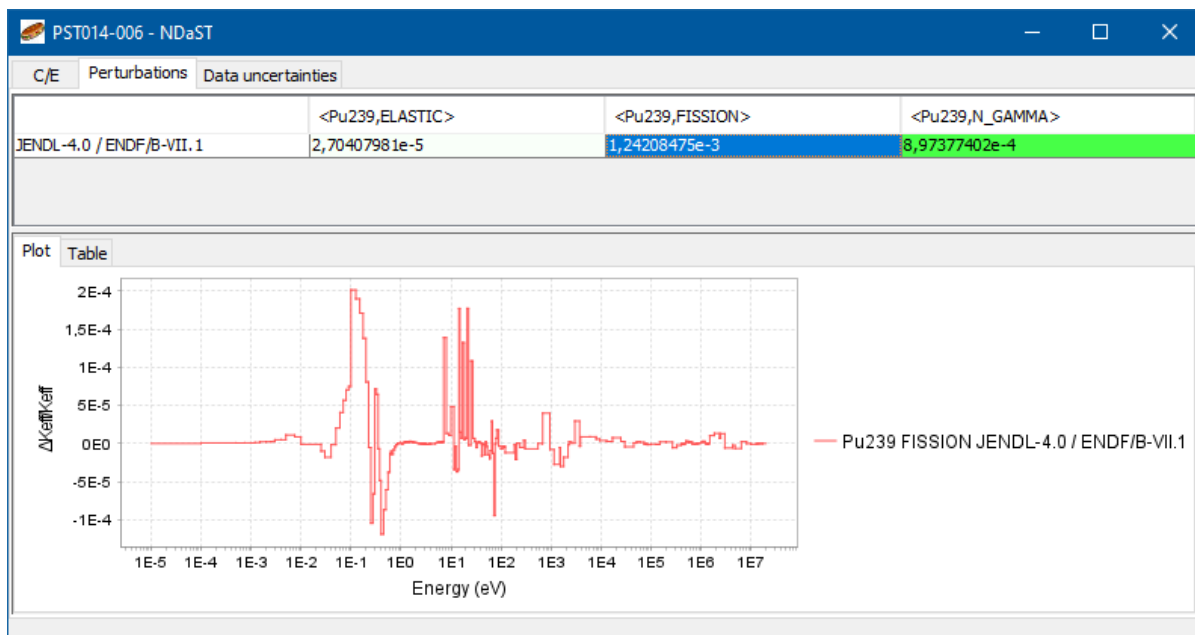 PST014-006 - NDaST
C/E Perturbations Data uncertainties
<Pu239,ELASTIC> <Pu239,FISSION> <Pu239,N_GAMMA>
JENDL-4.0 / ENDF/B-VII.1 2,70407981e-5 1,24208475e-3 8,97377402e-4
Plot Table
2E-4
1,5E-4
1E-4
5E-5
0E0
-5E-5
-1E-4
ΔKeff/Keff
1E-5 1E-4 1E-3 1E-2 1E-1 1E0 1E1 1E2 1E3 1E4 1E5 1E6 1E7
Energy (eV)
Pu239 FISSION JENDL-4.0 / ENDF/B-VII.1